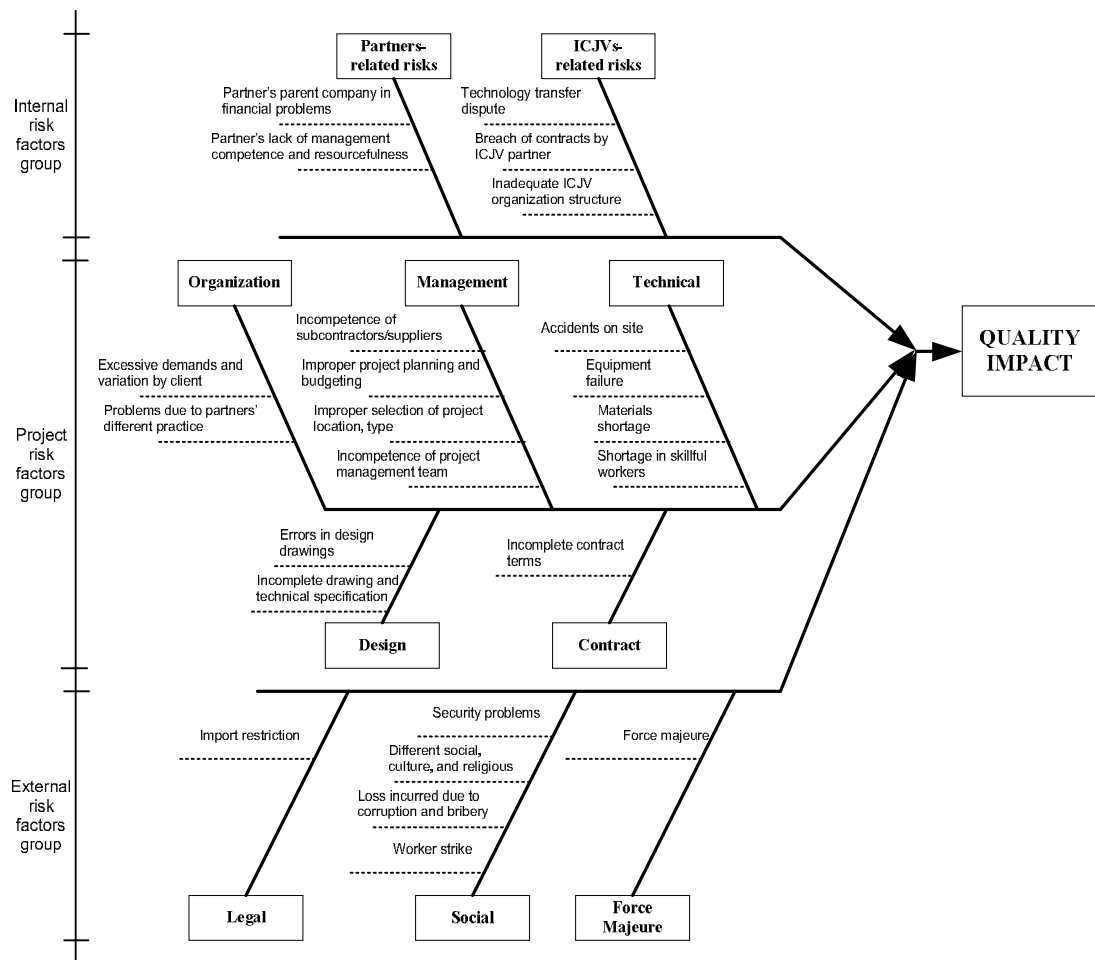 Internal
risk
factors
group
Partners-
related risks
ICJVs-
related risks
Partner's parent company in
financial problems
Partner's lack of management
competence and resourcefulness
Technology transfer
dispute
Breach of contracts by
ICJV partner
Inadequate ICJV
organization structure
Project
risk
factors
group
Organization
Management
Technical
Excessive demands and
variation by client
Problems due to partners'
different practice
Incompetence of
subcontractors/suppliers
Improper project planning and
budgeting
Improper selection of project
location, type
Incompetence of project
management team
Accidents on site
Equipment
failure
Materials
shortage
Shortage in skillful
workers
QUALITY
IMPACT
Errors in design
drawings
Incomplete drawing and
technical specification
Incomplete contract
terms
Design
Contract
External
risk
factors
group
Import restriction
Security problems
Different social,
culture, and religious
Loss incurred due to
corruption and bribery
Worker strike
Force majeure
Legal
Social
Force
Majeure